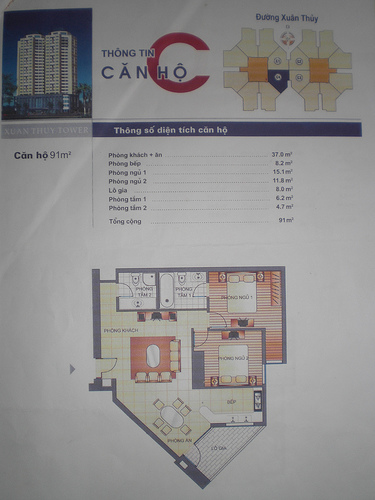 Đường Xuân Thủy
THÔNG TIN
CĂN HỘ
C
XUAN THUY TOWER
Thông số diện tích căn hộ
Căn hộ 91m²
Phòng khách + ăn 37.0 m²
Phòng bếp 8.2 m²
Phòng ngủ 1 15.1 m²
Phòng ngủ 2 11.8 m²
Lô gia 8.0 m²
Phòng tắm 1 6.2 m²
Phòng tắm 2 4.7 m²
Tổng cộng 91 m²
PHÒNG TẮM 2
PHÒNG TẮM 1
PHÒNG NGỦ 1
PHÒNG KHÁCH
PHÒNG NGỦ 2
BẾP
PHÒNG ĂN
LÔ GIA